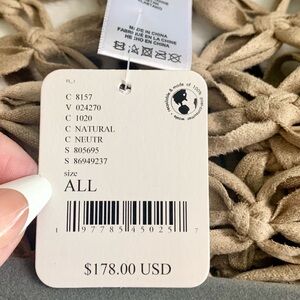 MADE IN CHINA
FABRIQUÉ EN LA CHINE
HECHO EN CHINA
C 8157
V 024270
C 1020
C NATURAL
C NEUTR
S 805695
S 86949237
size
ALL
1 97785 45025 7
$178.00 USD